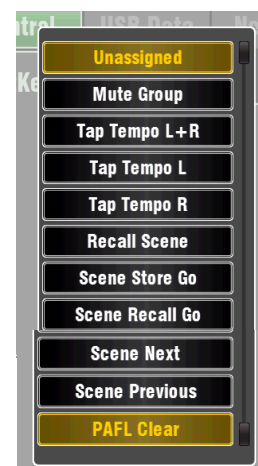 Unassigned
Mute Group
Tap Tempo L+R
Tap Tempo L
Tap Tempo R
Recall Scene
Scene Store Go
Scene Recall Go
Scene Next
Scene Previous
PAFL Clear